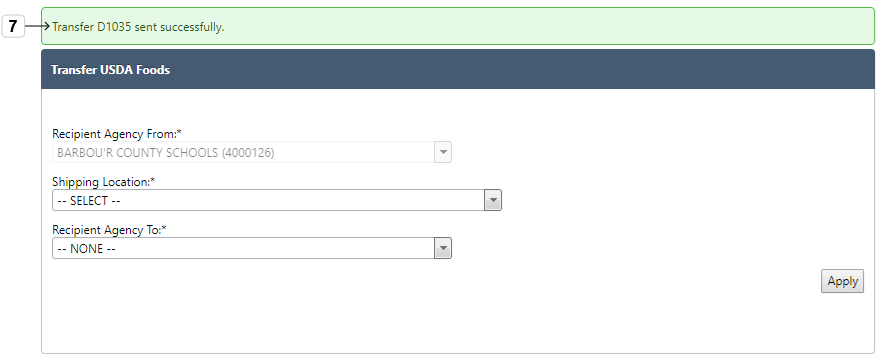 7
Transfer D1035 sent successfully.
Transfer USDA Foods
Recipient Agency From:*
BARBOU'R COUNTY SCHOOLS (4000126)
Shipping Location:*
-- SELECT --
Recipient Agency To:*
-- NONE --
Apply